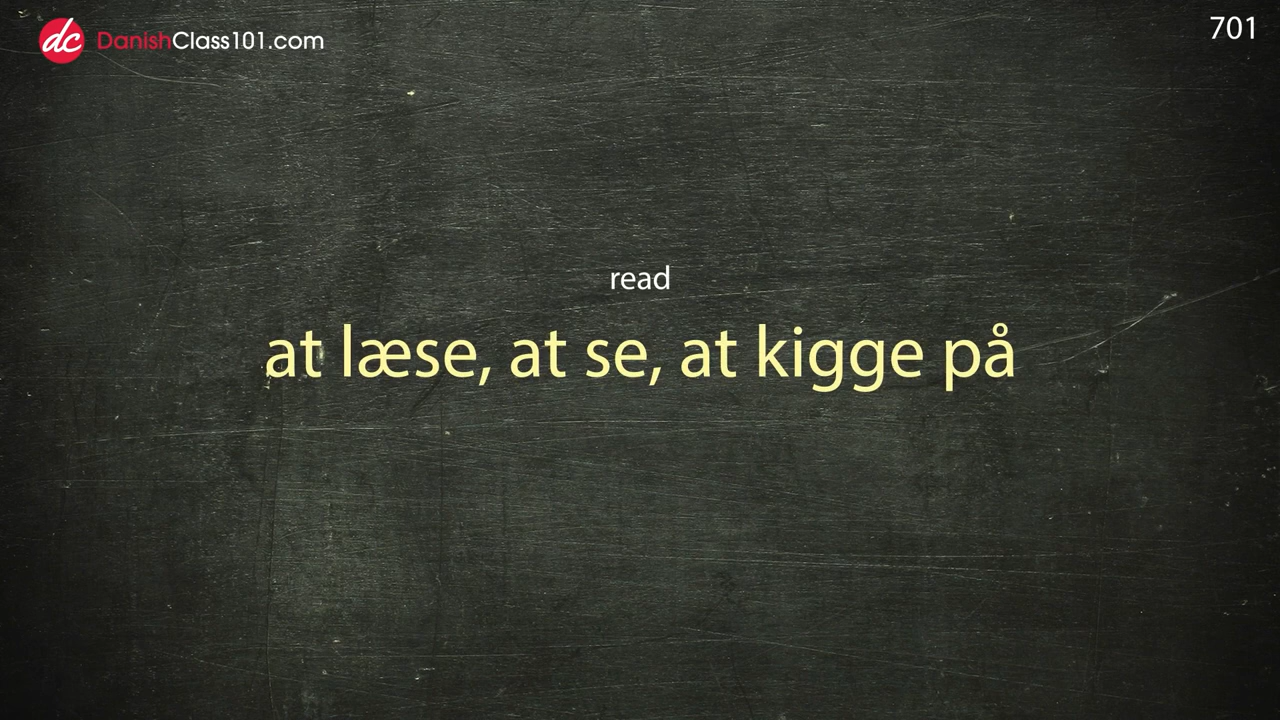 dc DanishClass101.com
701
read
at læse, at se, at kigge på